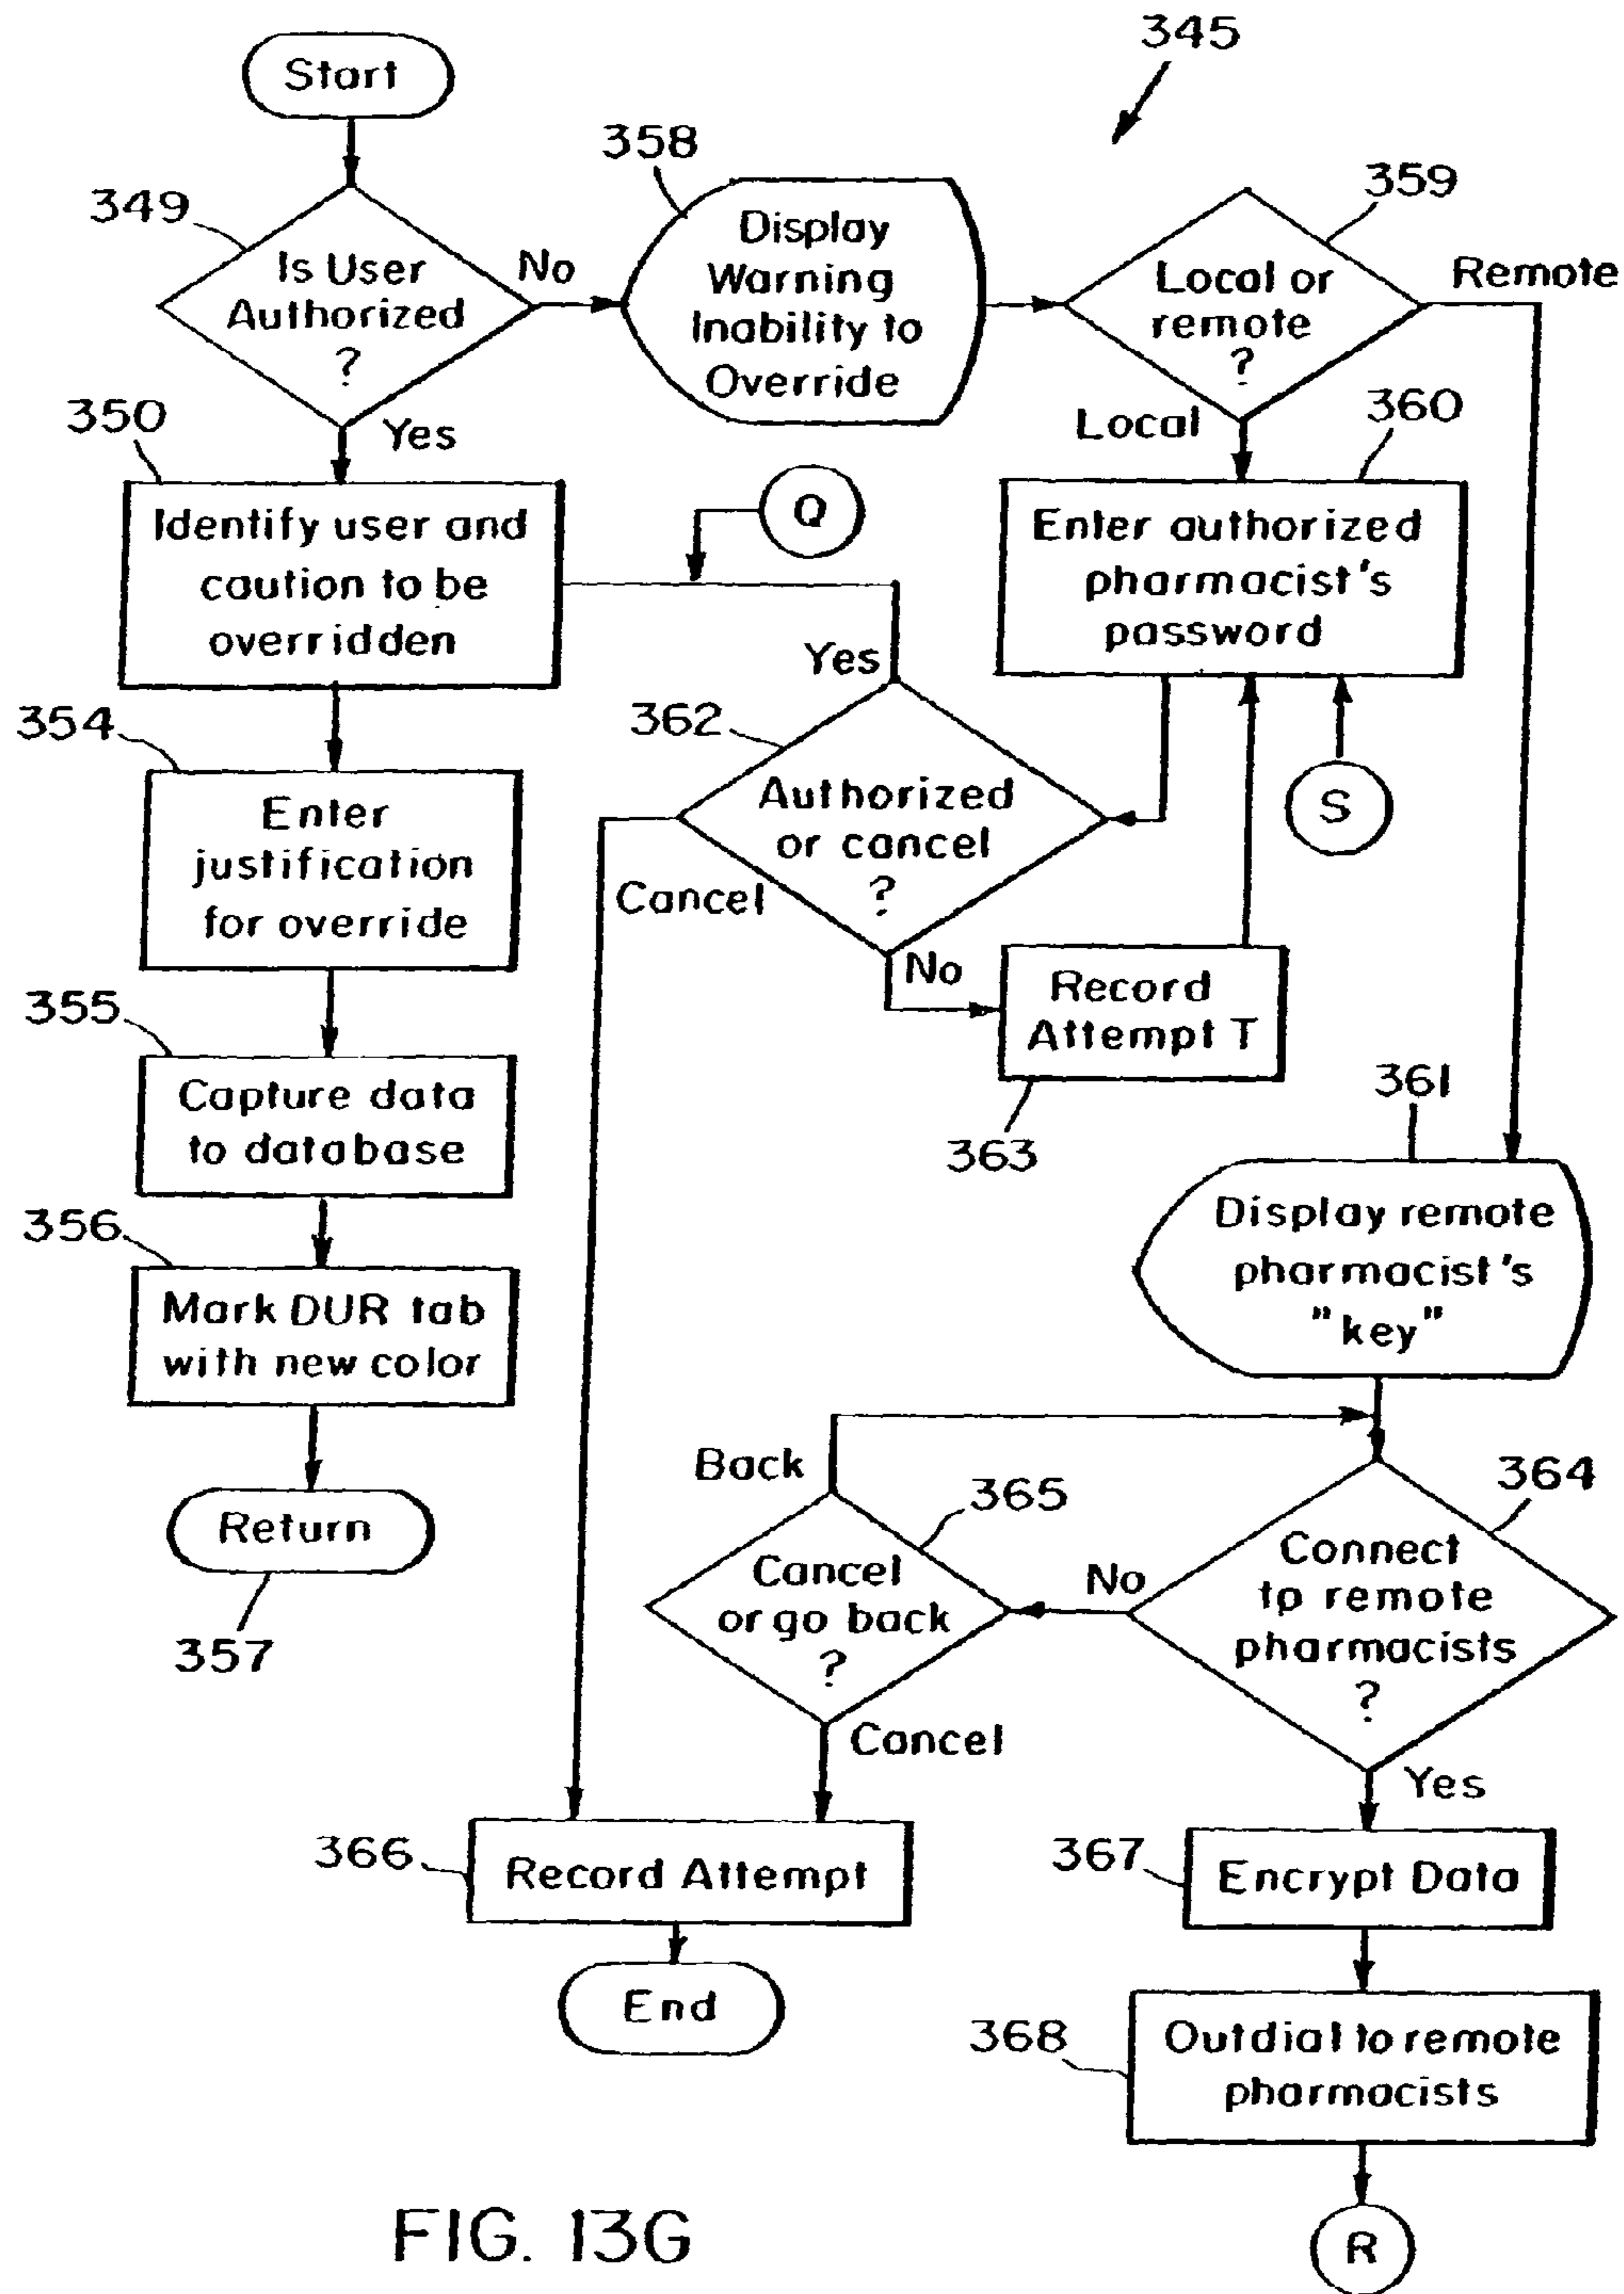 345
Start
358
359
349
Is User
Authorized
?
No
Display
Warning
Inability to
Override
Local or
remote
?
Remote
350
Yes
Local
360
Identify user and
caution to be
overridden
Q
Enter authorized
pharmacist's
password
Yes
354
362
Enter
justification
for override
Authorized
or cancel
?
S
Cancel
No
Record
Attempt T
355
Capture data
to database
363
361
356
Mark DUR tab
with new color
Display remote
pharmacist's
"key"
Back
365
364
Return
357
Cancel
or go back
?
No
Connect
to remote
pharmacists
?
Cancel
Yes
366
Record Attempt
367
Encrypt Data
End
368
Outdial to remote
pharmacists
R
FIG. 13G